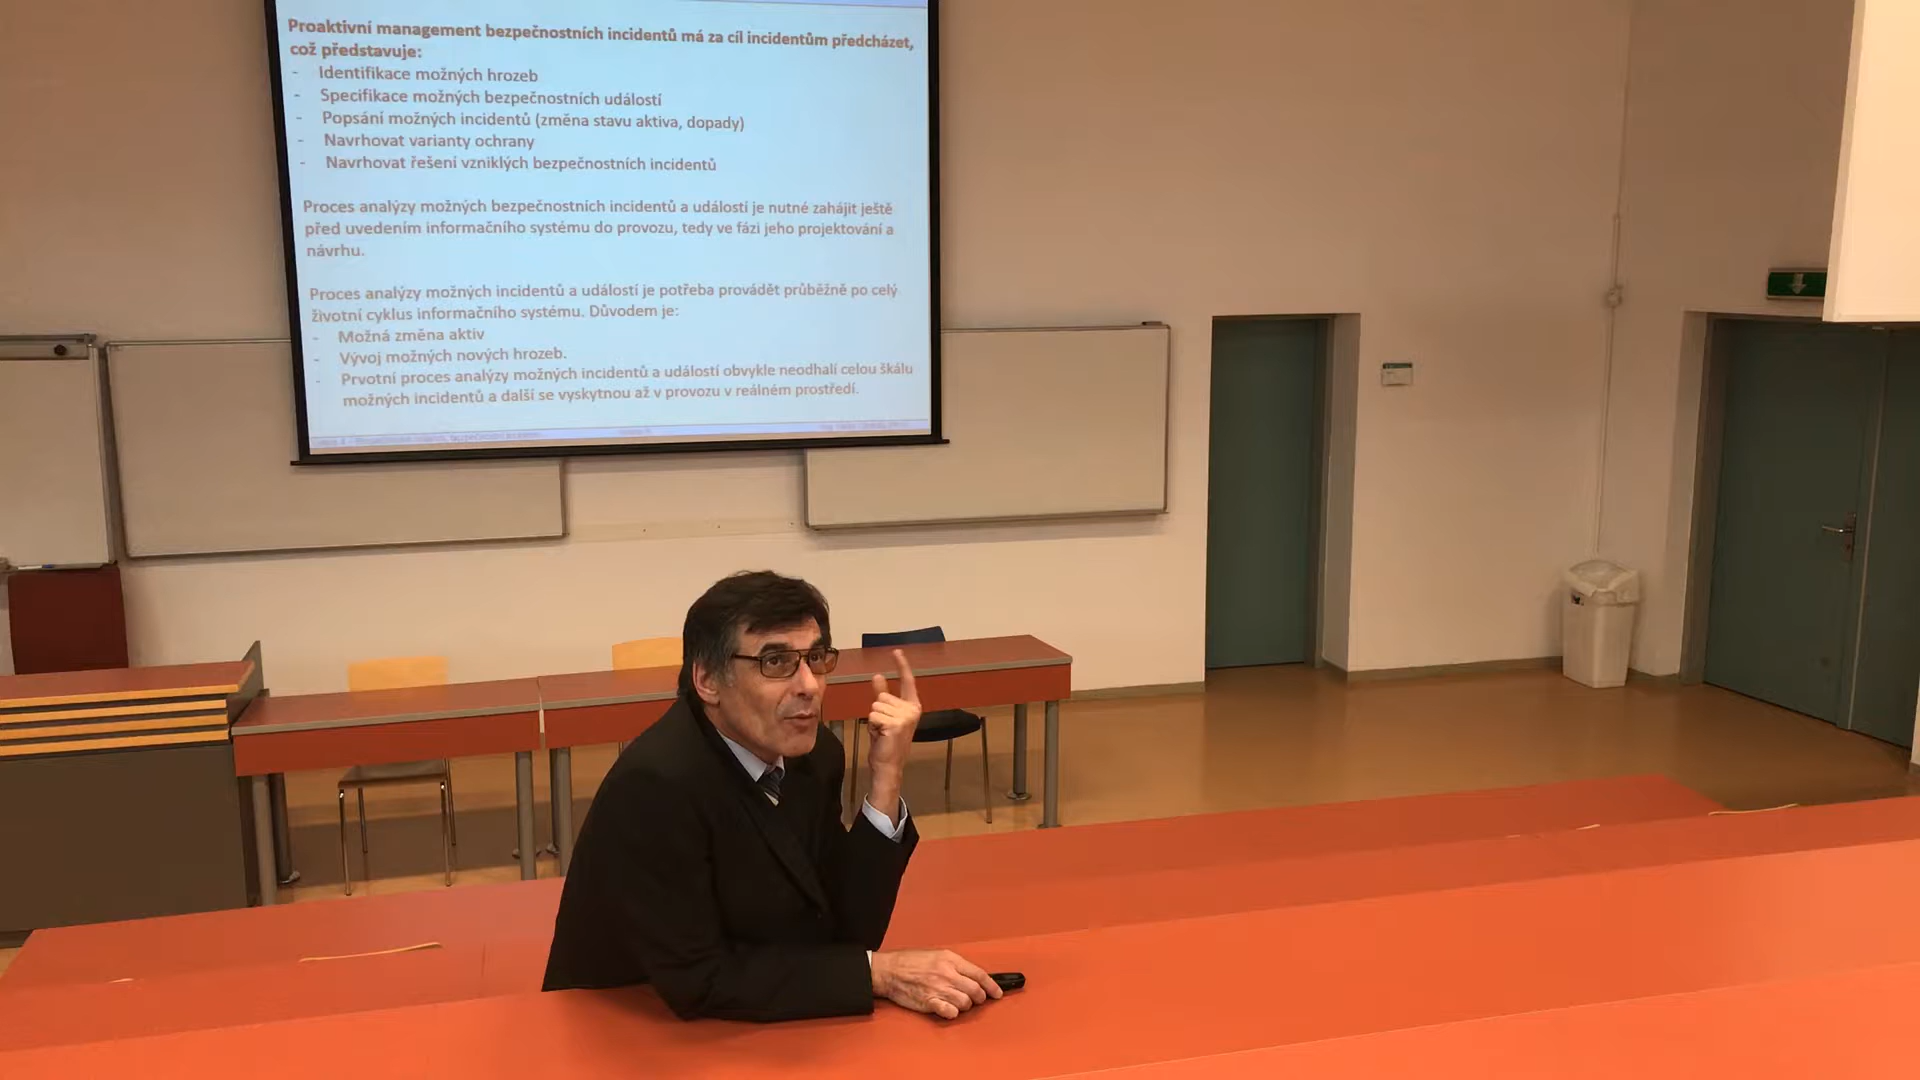 Proaktivní management bezpečnostních incidentů má za cíl incidentům předcházet,
což představuje:
- Identifikace možných hrozeb
- Specifikace možných bezpečnostních událostí
- Popsání možných incidentů (změna stavu aktiva, dopady)
- Navrhovat varianty ochrany
- Navrhovat řešení vzniklých bezpečnostních incidentů
Proces analýzy možných bezpečnostních incidentů a událostí je nutné zahájit ještě
před uvedením informačního systému do provozu, tedy ve fázi jeho projektování a
návrhu.
Proces analýzy možných incidentů a událostí je potřeba provádět průběžně po celý
životní cyklus informačního systému. Důvodem je:
- Možná změna aktiv
- Vývoj možných nových hrozeb.
- Prvotní proces analýzy možných incidentů a událostí obvykle neodhalí celou škálu
možných incidentů a další se vyskytnou až v provozu v reálném prostředí.